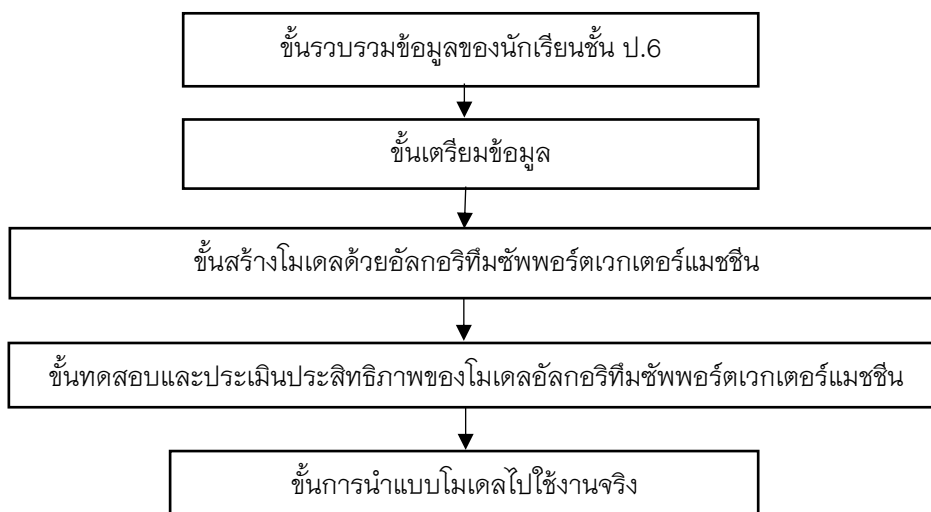 ขั้นรวบรวมข้อมูลของนักเรียนชั้น ป.6
ขั้นเตรียมข้อมูล
ขั้นสร้างโมเดลด้วยอัลกอริทึมซัพพอร์ตเวกเตอร์แมชชีน
ขั้นทดสอบและประเมินประสิทธิภาพของโมเดลอัลกอริทึมซัพพอร์ตเวกเตอร์แมชชีน
ขั้นการนำแบบโมเดลไปใช้งานจริง